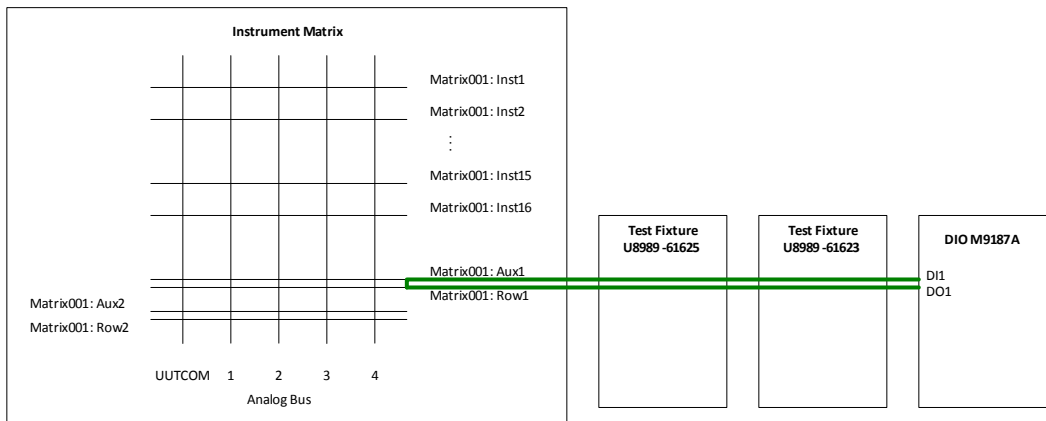 Instrument Matrix
Matrix001: Inst1
Matrix001: Inst2
⋮
Matrix001: Inst15
Matrix001: Inst16
Test Fixture
U8989 -61625
Test Fixture
U8989 -61623
DIO M9187A
Matrix001: Aux1
DI1
Matrix001: Row1
DO1
Matrix001: Aux2
Matrix001: Row2
UUTCOM 1 2 3 4
Analog Bus